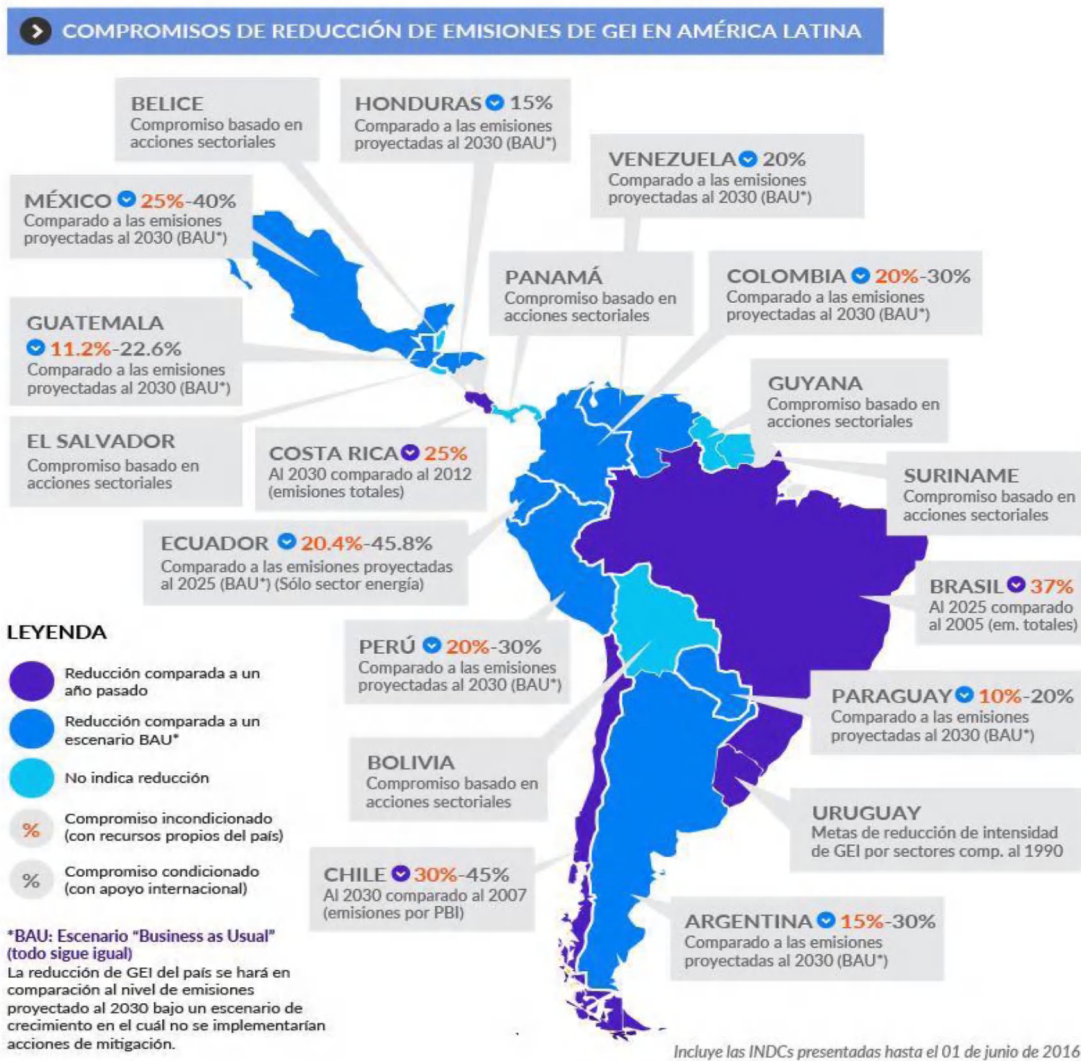 COMPROMISOS DE REDUCCIÓN DE EMISIONES DE GEI EN AMÉRICA LATINA
BELICE
Compromiso basado en
acciones sectoriales
HONDURAS 15%
Comparado a las emisiones
proyectadas al 2030 (BAU*)
VENEZUELA 20%
Comparado a las emisiones
proyectadas al 2030 (BAU*)
MÉXICO 25%-40%
Comparado a las emisiones
proyectadas al 2030 (BAU*)
PANAMÁ
Compromiso basado en
acciones sectoriales
COLOMBIA 20%-30%
Comparado a las emisiones
proyectadas al 2030 (BAU*)
GUATEMALA
11.2%-22.6%
Comparado a las emisiones
proyectadas al 2030 (BAU*)
GUYANA
Compromiso basado en
acciones sectoriales
EL SALVADOR
Compromiso basado en
acciones sectoriales
COSTA RICA 25%
Al 2030 comparado al 2012
(emisiones totales)
SURINAME
Compromiso basado en
acciones sectoriales
ECUADOR 20.4%-45.8%
Comparado a las emisiones proyectadas
al 2025 (BAU*) (Sólo sector energía)
BRASIL 37%
Al 2025 comparado
al 2005 (em. totales)
PERÚ 20%-30%
Comparado a las emisiones
proyectadas al 2030 (BAU*)
PARAGUAY 10%-20%
Comparado a las emisiones
proyectadas al 2030 (BAU*)
BOLIVIA
Compromiso basado en
acciones sectoriales
URUGUAY
Metas de reducción de intensidad
de GEI por sectores comp. al 1990
CHILE 30%-45%
Al 2030 comparado al 2007
(emisiones por PBI)
ARGENTINA 15%-30%
Comparado a las emisiones
proyectadas al 2030 (BAU*)
LEYENDA
Reducción comparada a un
año pasado
Reducción comparada a un
escenario BAU*
No indica reducción
% Compromiso incondicionado
(con recursos propios del país)
% Compromiso condicionado
(con apoyo internacional)
*BAU: Escenario "Business as Usual"
(todo sigue igual)
La reducción de GEI del país se hará en
comparación al nivel de emisiones
proyectado al 2030 bajo un escenario de
crecimiento en el cuál no se implementarían
acciones de mitigación.
Incluye las INDCs presentadas hasta el 01 de junio de 2016